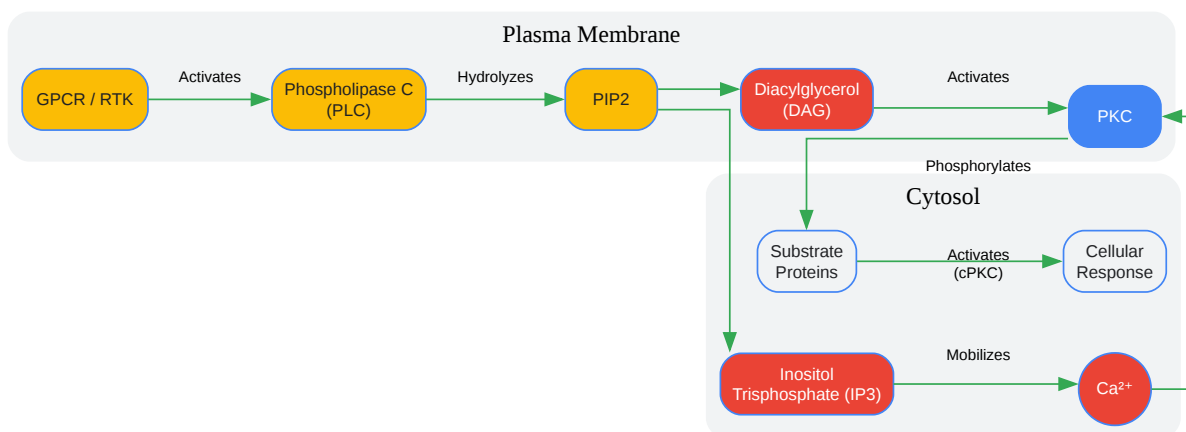 Plasma Membrane
GPCR / RTK
Activates
Phospholipase C
(PLC)
Hydrolyzes
PIP2
Diacylglycerol
(DAG)
Activates
PKC
Phosphorylates
Cytosol
Substrate
Proteins
Activates
(cPKC)
Cellular
Response
Inositol
Trisphosphate (IP3)
Mobilizes
Ca²⁺